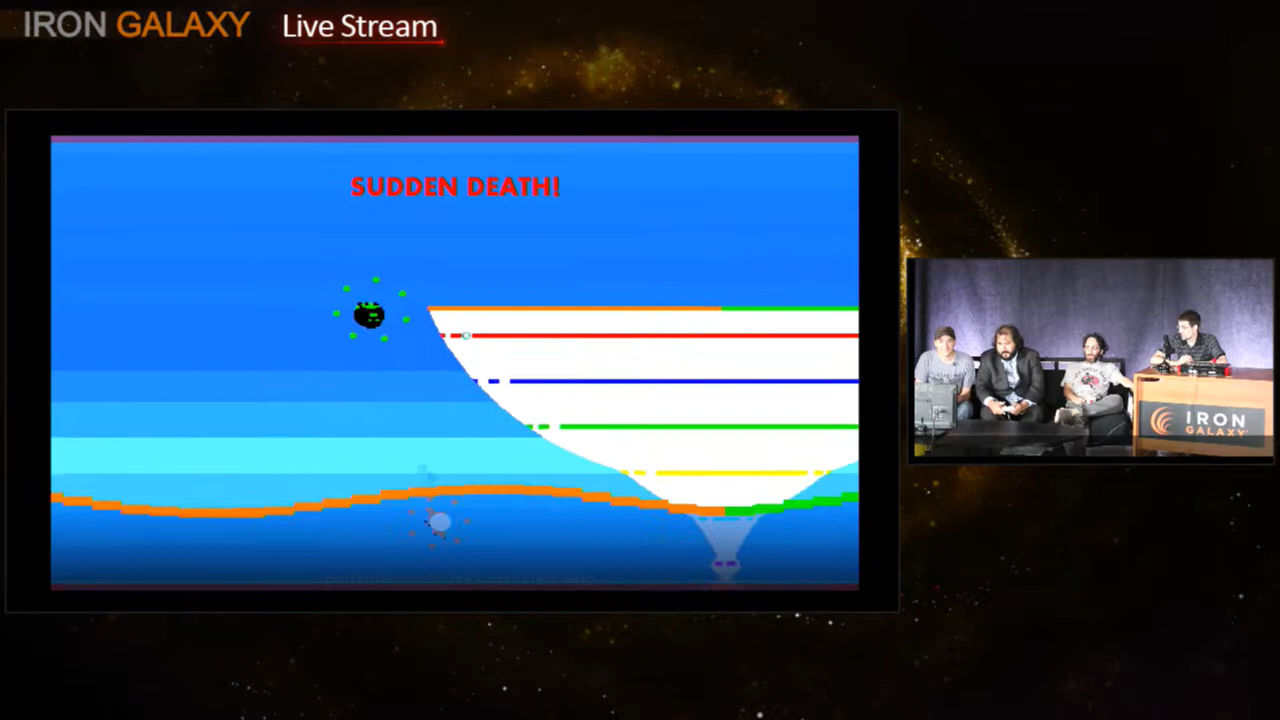 IRON GALAXY
Live Stream
SUDDEN DEATH!
IRON
GALAXY